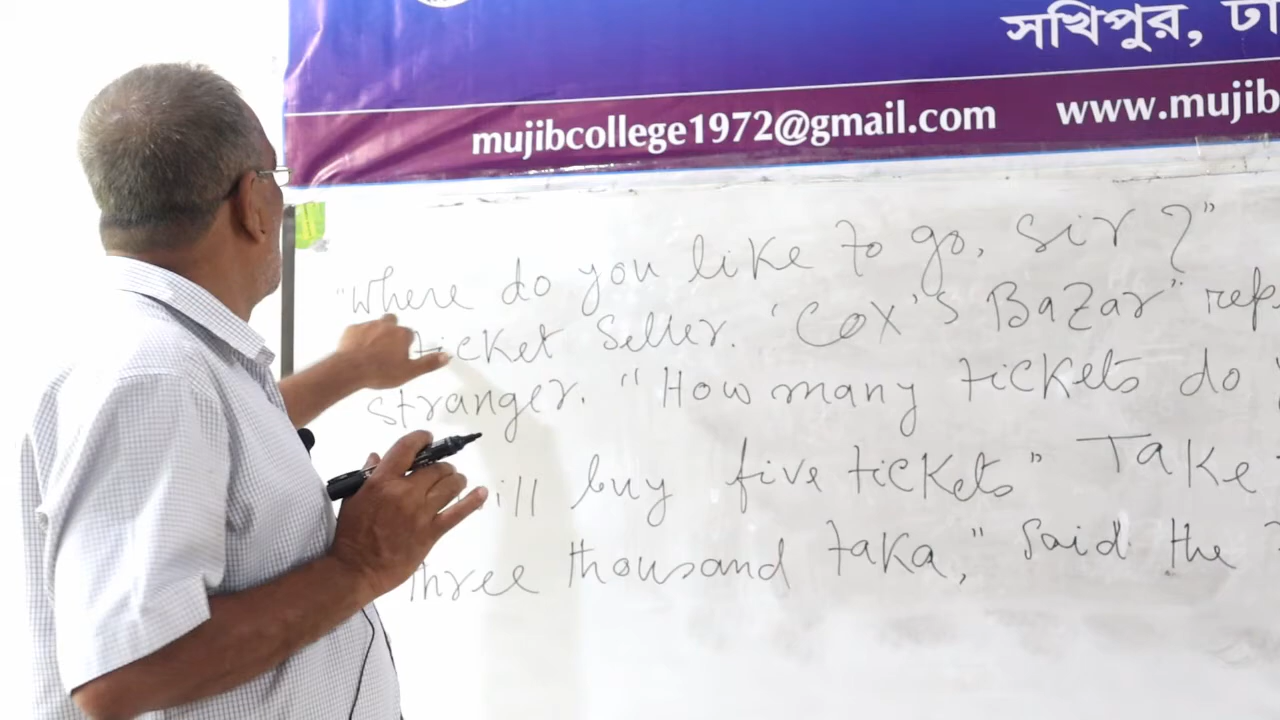 সখিপুর, ঢা
mujibcollege1972@gmail.com www.mujib
"Where do you like to go, Sir?"
ticket Seller. 'Cox's Bazar" rep
stranger. "How many tickets do
will buy five tickets" Take
three thousand taka," Said the